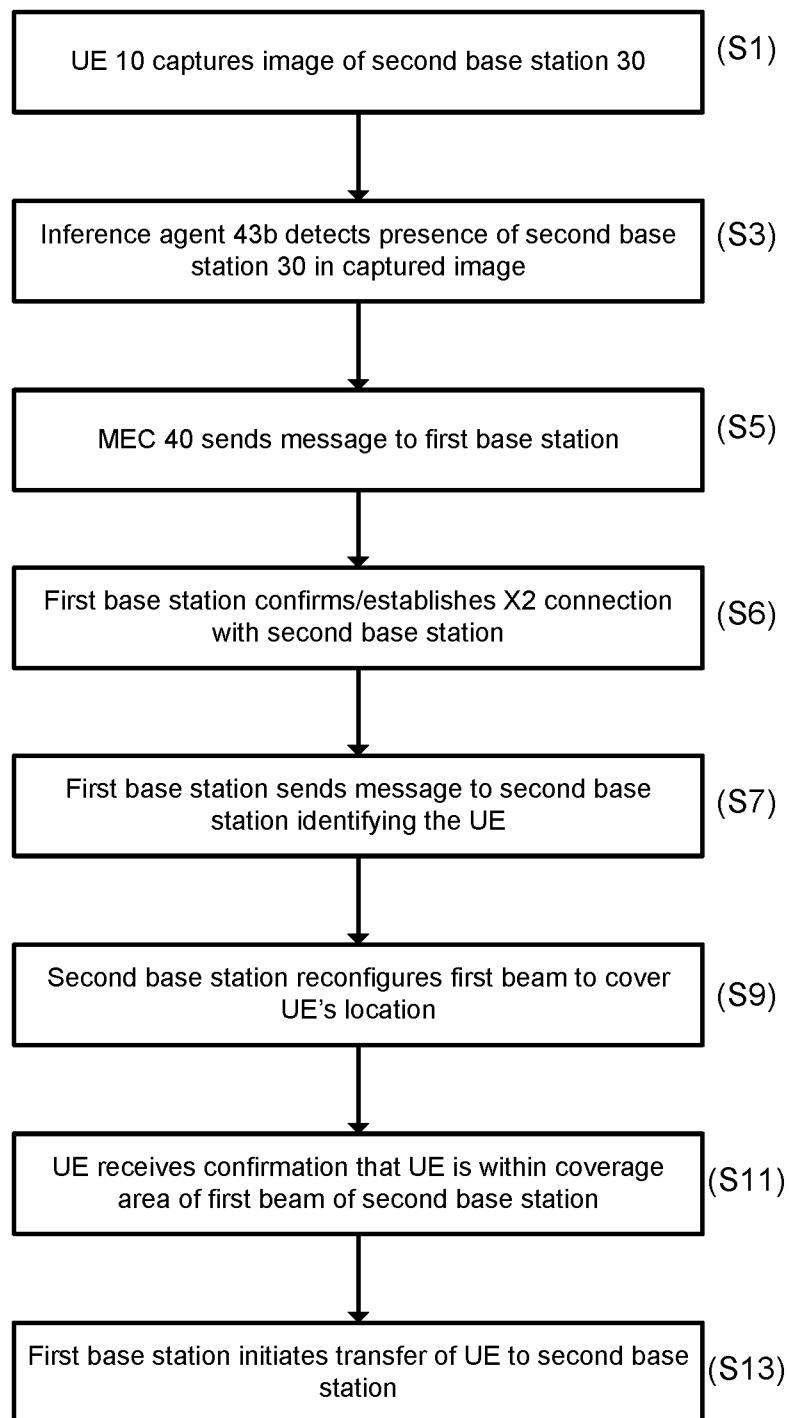 UE 10 captures image of second base station 30
(S1)
Inference agent 43b detects presence of second base
station 30 in captured image
(S3)
MEC 40 sends message to first base station
(S5)
First base station confirms/establishes X2 connection
with second base station
(S6)
First base station sends message to second base
station identifying the UE
(S7)
Second base station reconfigures first beam to cover
UE's location
(S9)
UE receives confirmation that UE is within coverage
area of first beam of second base station
(S11)
First base station initiates transfer of UE to second base
station
(S13)